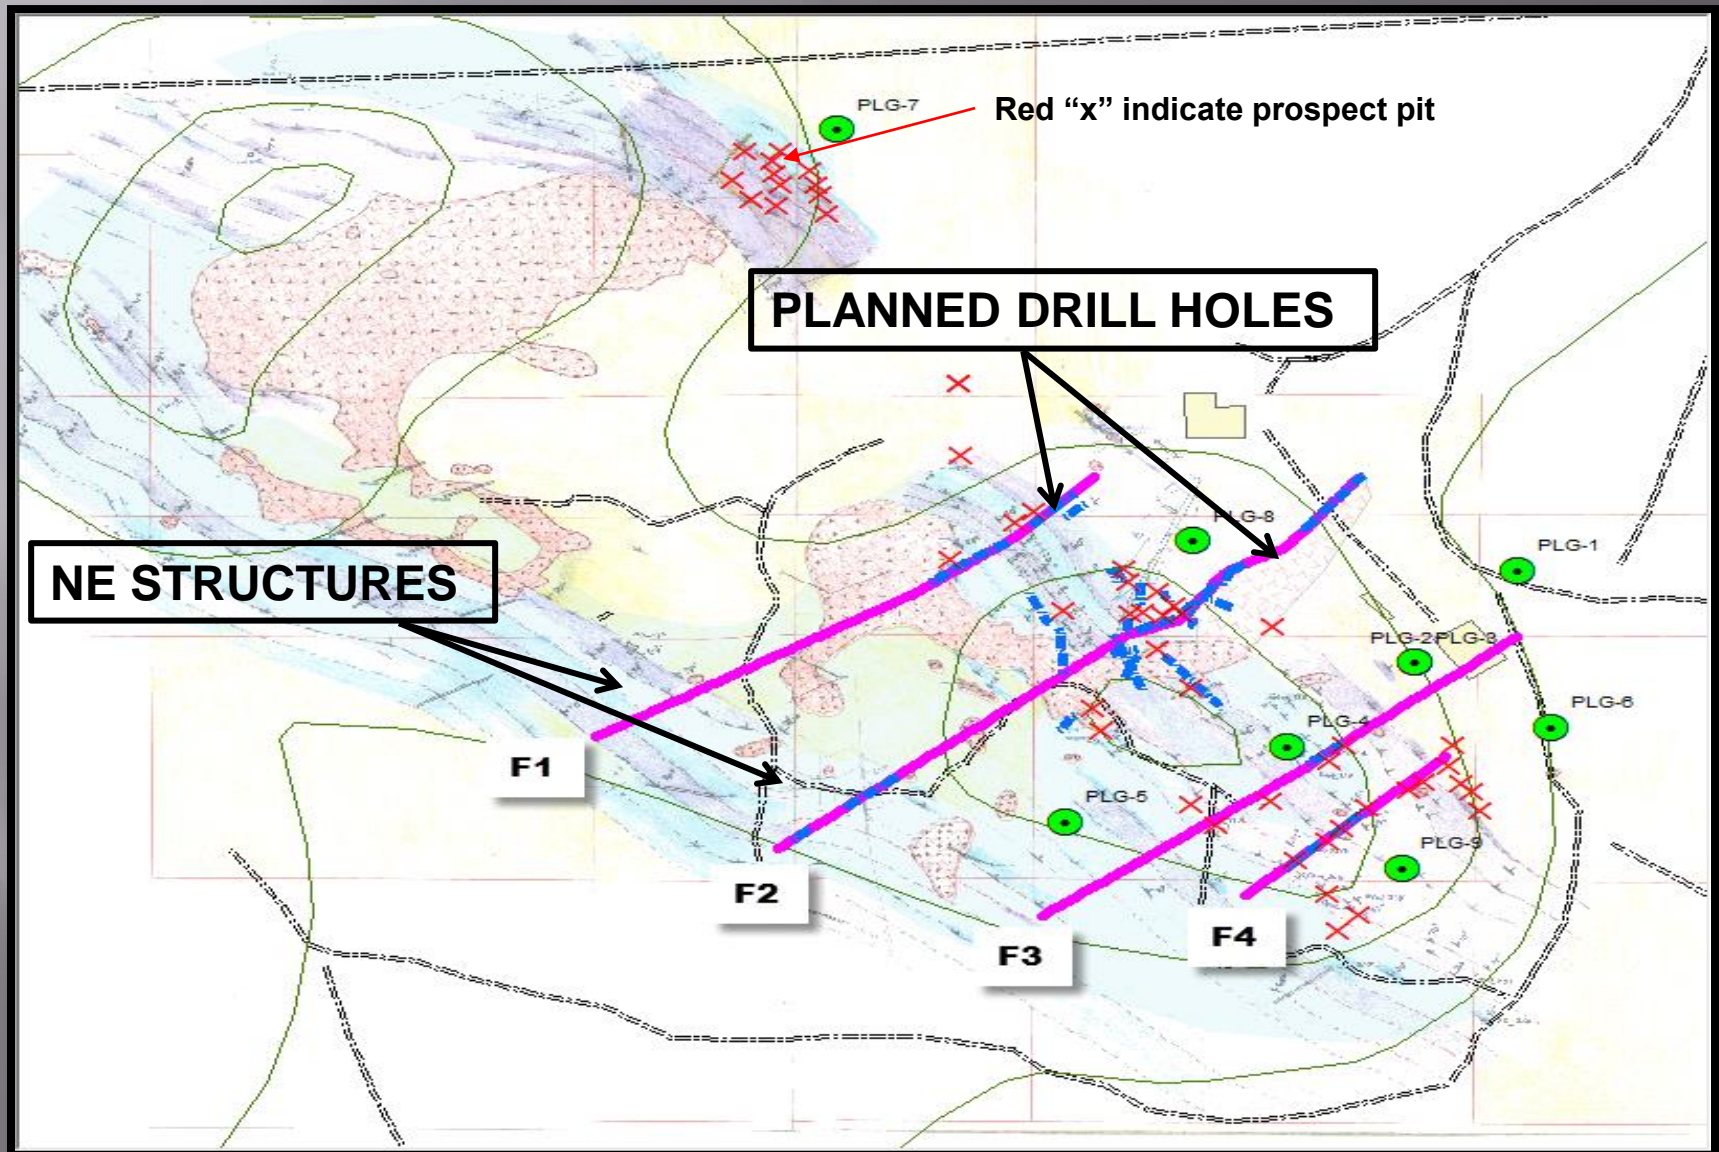 PLG-7
Red “x” indicate prospect pit
PLANNED DRILL HOLES
PLG-8
PLG-1
NE STRUCTURES
PLG-2 PLG-3
PLG-6
PLG-4
F1
PLG-5
PLG-9
F2
F4
F3